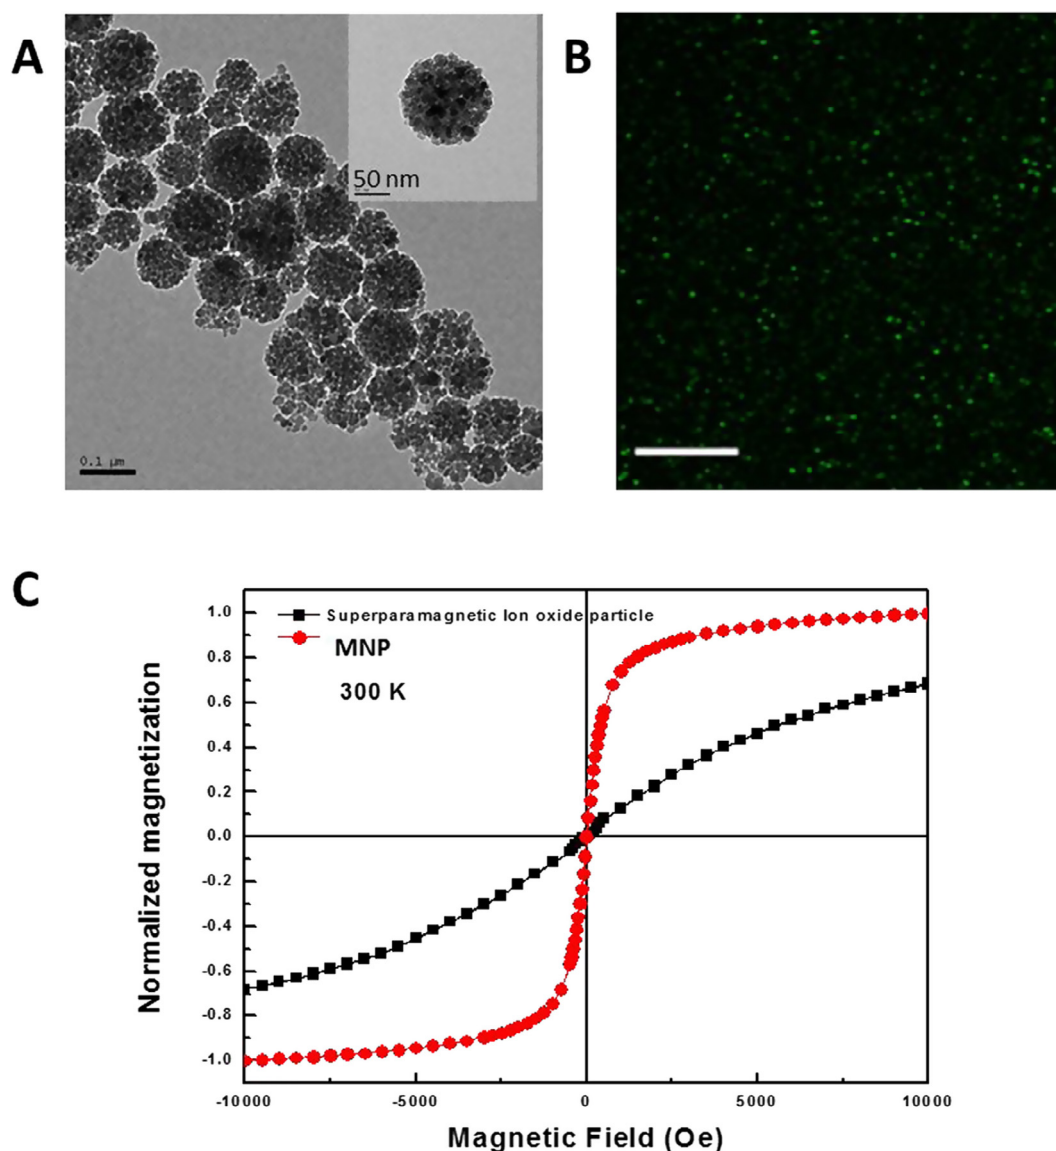 A
50 nm
0.1 µm
B
C
Superparamagnetic Ion oxide particle
MNP
300 K
Normalized magnetization
1.0
0.8
0.6
0.4
0.2
0.0
-0.2
-0.4
-0.6
-0.8
-1.0
-10000 -5000 0 5000 10000
Magnetic Field (Oe)